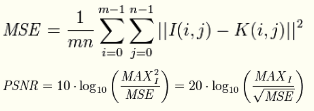 MSE = \frac{1}{mn} \sum_{i=0}^{m-1} \sum_{j=0}^{n-1} ||I(i,j) - K(i,j)||^2
PSNR = 10 \cdot \log_{10} \left( \frac{MAX_I^2}{MSE} \right) = 20 \cdot \log_{10} \left( \frac{MAX_I}{\sqrt{MSE}} \right)